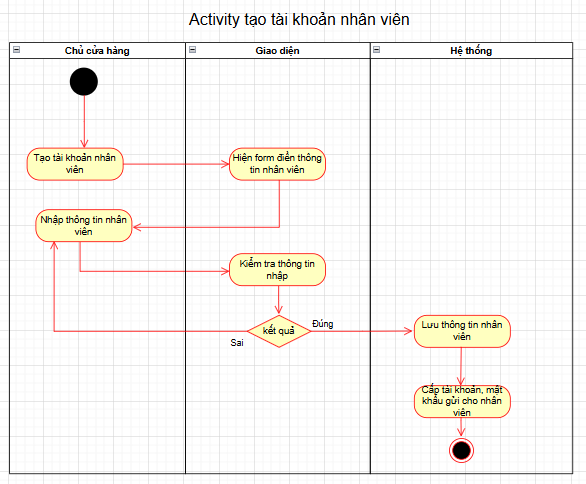 Activity tạo tài khoản nhân viên
Chủ cửa hàng
Giao diện
Hệ thống
Tạo tài khoản nhân
viên
Hiện form điền thông
tin nhân viên
Nhập thông tin nhân
viên
Kiểm tra thông tin
nhập
kết quả
Đúng
Sai
Lưu thông tin nhân
viên
Cấp tài khoản, mật
khẩu gửi cho nhân
viên